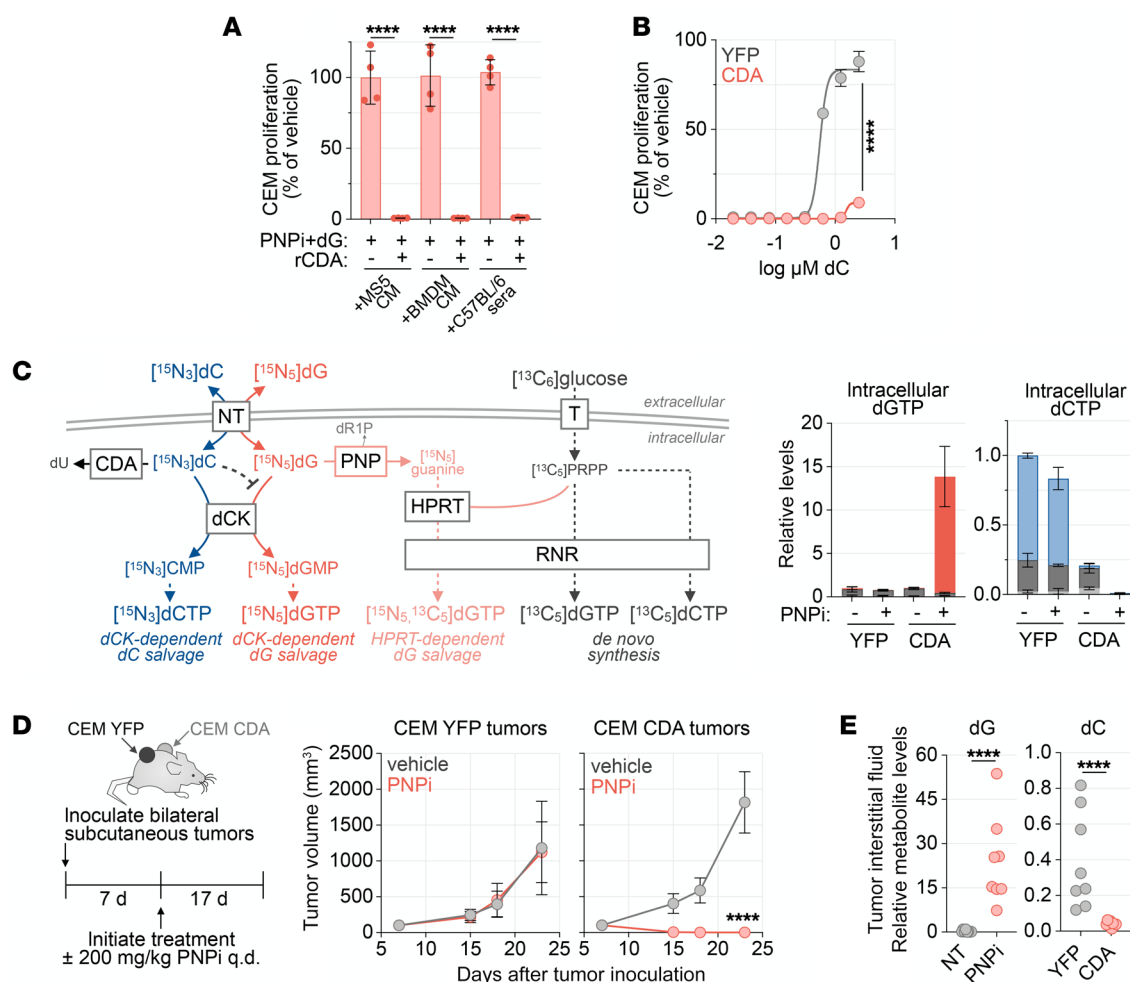 A
CEM proliferation
(% of vehicle)
100
50
0
**** **** ****
PNPi+dG: + + + + + +
rCDA: - + - + - +
+MS5 CM
+BMDM CM
+C57BL/6 sera
B
CEM proliferation
(% of vehicle)
100
50
0
YFP
CDA
****
-2 -1 0 1
log µM dC
C
[¹⁵N₃]dC [¹⁵N₅]dG [¹³C₆]glucose
NT T extracellular
intracellular
dR1P
dU CDA [¹⁵N₃]dC [¹⁵N₅]dG PNP [¹⁵N₅] guanine [¹³C₅]PRPP
HPRT
dCK
RNR
[¹⁵N₃]CMP [¹⁵N₅]dGMP
[¹⁵N₃]dCTP [¹⁵N₅]dGTP [¹⁵N₅,¹³C₅]dGTP [¹³C₅]dGTP [¹³C₅]dCTP
dCK-dependent dC salvage
dCK-dependent dG salvage
HPRT-dependent dG salvage
de novo synthesis
Intracellular
dGTP
Relative levels
20
15
10
5
0
PNPi: - + - +
YFP CDA
Intracellular
dCTP
1.0
0.5
0.0
- + - +
YFP CDA
D
CEM YFP CEM CDA
Inoculate bilateral
subcutaneous tumors
7 d 17 d
Initiate treatment
± 200 mg/kg PNPi q.d.
CEM YFP tumors
Tumor volume (mm³)
2500
2000
1500
1000
500
0
vehicle
PNPi
5 10 15 20 25
CEM CDA tumors
vehicle
PNPi
****
5 10 15 20 25
Days after tumor inoculation
E
Tumor interstitial fluid
Relative metabolite levels
dG
60
45
30
15
0
****
NT PNPi
dC
1.0
0.8
0.6
0.4
0.2
0.0
****
YFP CDA